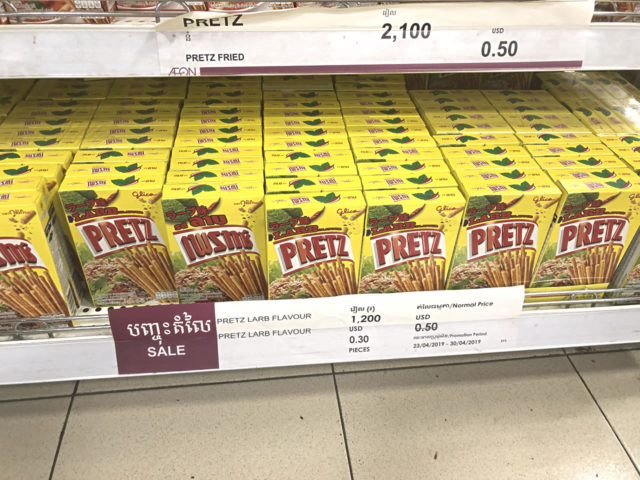 PRETZ
រៀល
2,100
USD
0.50
PRETZ FRIED
AEON
Glico
PRETZ
PRETZ
PRETZ
PRETZ
PRETZ
បញ្ចុះតំលៃ
SALE
PRETZ LARB FLAVOUR
PRETZ LARB FLAVOUR
រៀល (៛)
1,200
USD
0.30
PIECES
តំលៃធម្មតា/Normal Price
USD
0.50
/Promotion Period
23/04/2019 - 30/04/2019